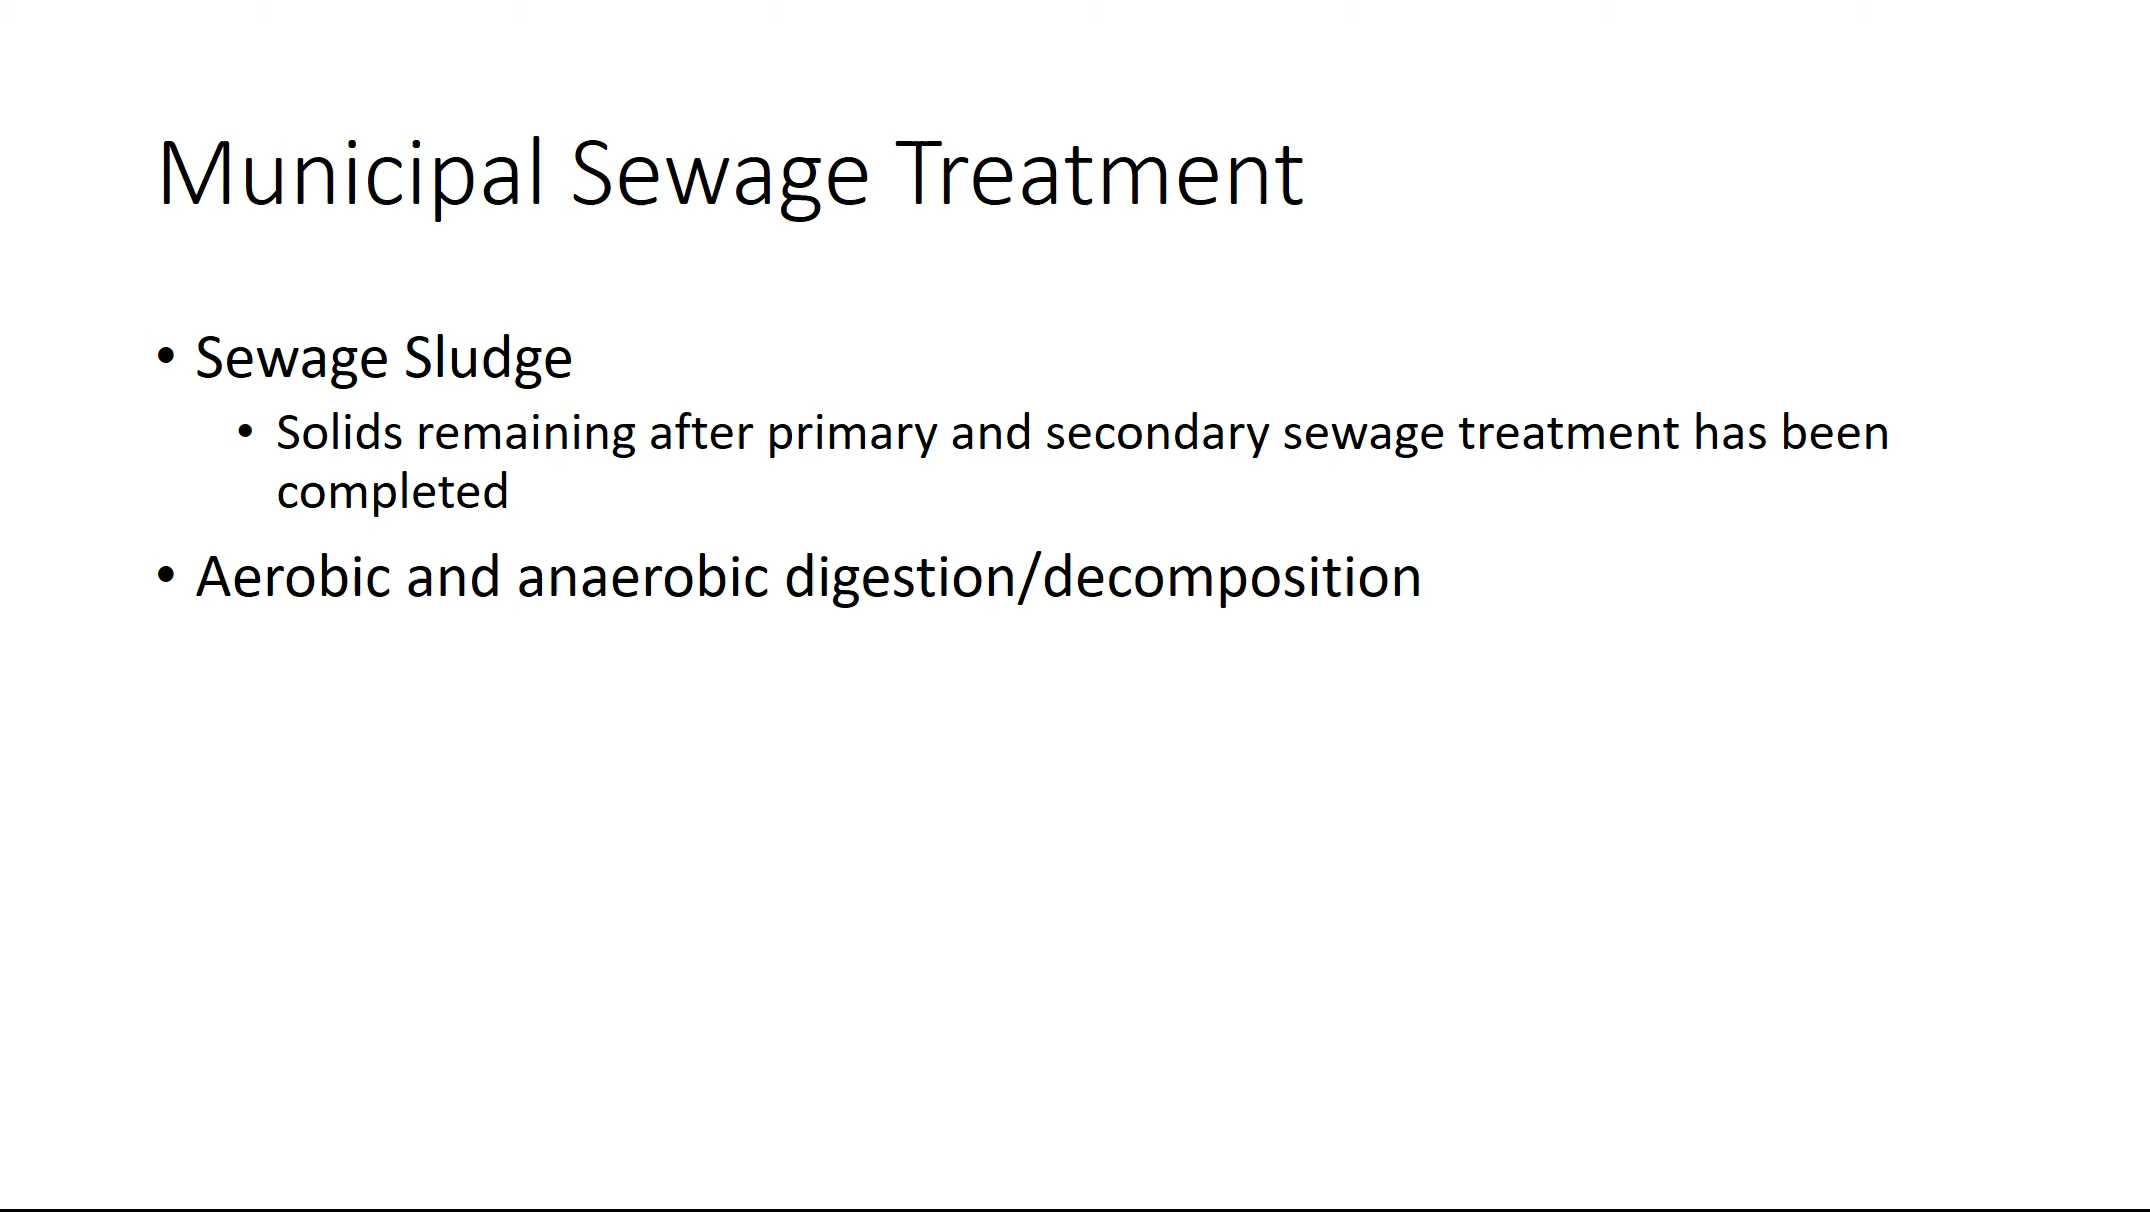 Municipal Sewage Treatment
• Sewage Sludge
• Solids remaining after primary and secondary sewage treatment has been
completed
• Aerobic and anaerobic digestion/decomposition